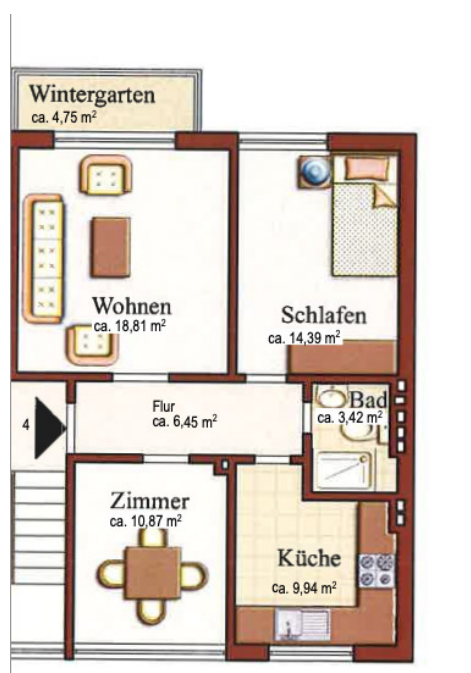 Wintergarten
ca. 4,75 m²
Wohnen
ca. 18,81 m²
Schlafen
ca. 14,39 m²
Flur
ca. 6,45 m²
Bad
ca. 3,42 m²
4
Zimmer
ca. 10,87 m²
Küche
ca. 9,94 m²